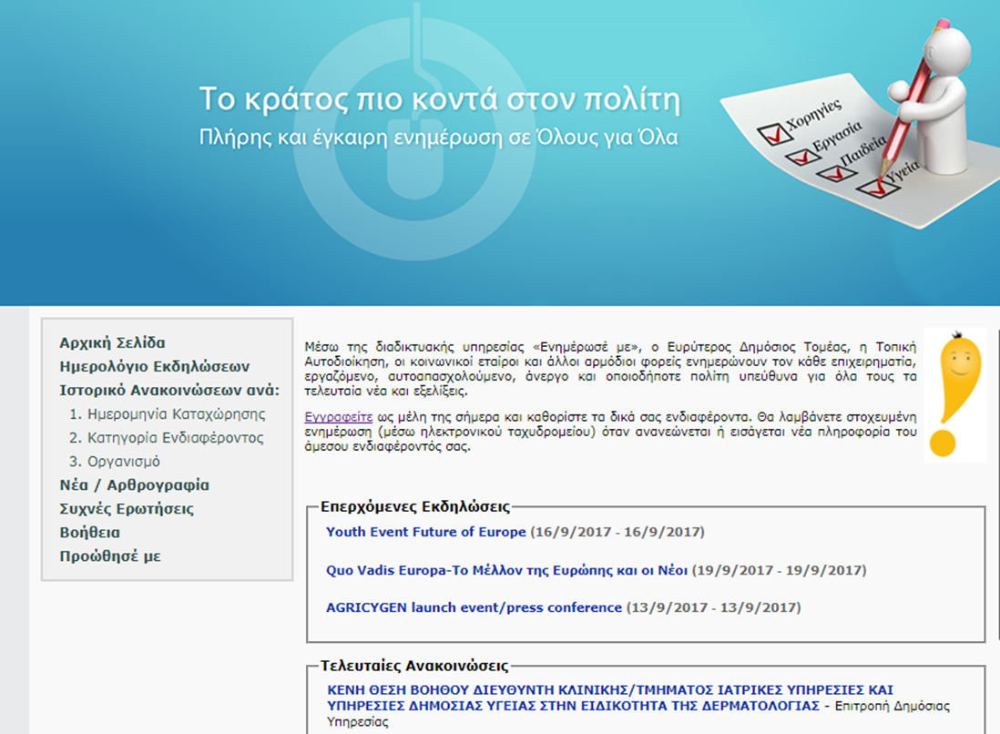 Το κράτος πιο κοντά στον πολίτη
Πλήρης και έγκαιρη ενημέρωση σε Όλους για Όλα
Χορηγίες
Εργασία
Παιδεία
Υγεία
Αρχική Σελίδα
Ημερολόγιο Εκδηλώσεων
Ιστορικό Ανακοινώσεων ανά:
1. Ημερομηνία Καταχώρησης
2. Κατηγορία Ενδιαφέροντος
3. Οργανισμό
Νέα / Αρθρογραφία
Συχνές Ερωτήσεις
Βοήθεια
Προώθησέ με
Μέσω της διαδικτυακής υπηρεσίας «Ενημέρωσέ με», ο Ευρύτερος Δημόσιος Τομέας, η Τοπική
Αυτοδιοίκηση, οι κοινωνικοί εταίροι και άλλοι αρμόδιοι φορείς ενημερώνουν τον κάθε επιχειρηματία,
εργαζόμενο, αυτοαπασχολούμενο, άνεργο και οποιοδήποτε πολίτη υπεύθυνα για όλα τους τα
τελευταία νέα και εξελίξεις.
Εγγραφείτε ως μέλη της σήμερα και καθορίστε τα δικά σας ενδιαφέροντα. Θα λαμβάνετε στοχευμένη
ενημέρωση (μέσω ηλεκτρονικού ταχυδρομείου) όταν ανανεώνεται ή εισάγεται νέα πληροφορία του
άμεσου ενδιαφέροντός σας.
Επερχόμενες Εκδηλώσεις
Youth Event Future of Europe (16/9/2017 - 16/9/2017)
Quo Vadis Europa-Το Μέλλον της Ευρώπης και οι Νέοι (19/9/2017 - 19/9/2017)
AGRICYGEN launch event/press conference (13/9/2017 - 13/9/2017)
Τελευταίες Ανακοινώσεις
ΚΕΝΗ ΘΕΣΗ ΒΟΗΘΟΥ ΔΙΕΥΘΥΝΤΗ ΚΛΙΝΙΚΗΣ/ΤΜΗΜΑΤΟΣ ΙΑΤΡΙΚΕΣ ΥΠΗΡΕΣΙΕΣ ΚΑΙ
ΥΠΗΡΕΣΙΕΣ ΔΗΜΟΣΙΑΣ ΥΓΕΙΑΣ ΣΤΗΝ ΕΙΔΙΚΟΤΗΤΑ ΤΗΣ ΔΕΡΜΑΤΟΛΟΓΙΑΣ - Επιτροπή Δημόσιας
Υπηρεσίας